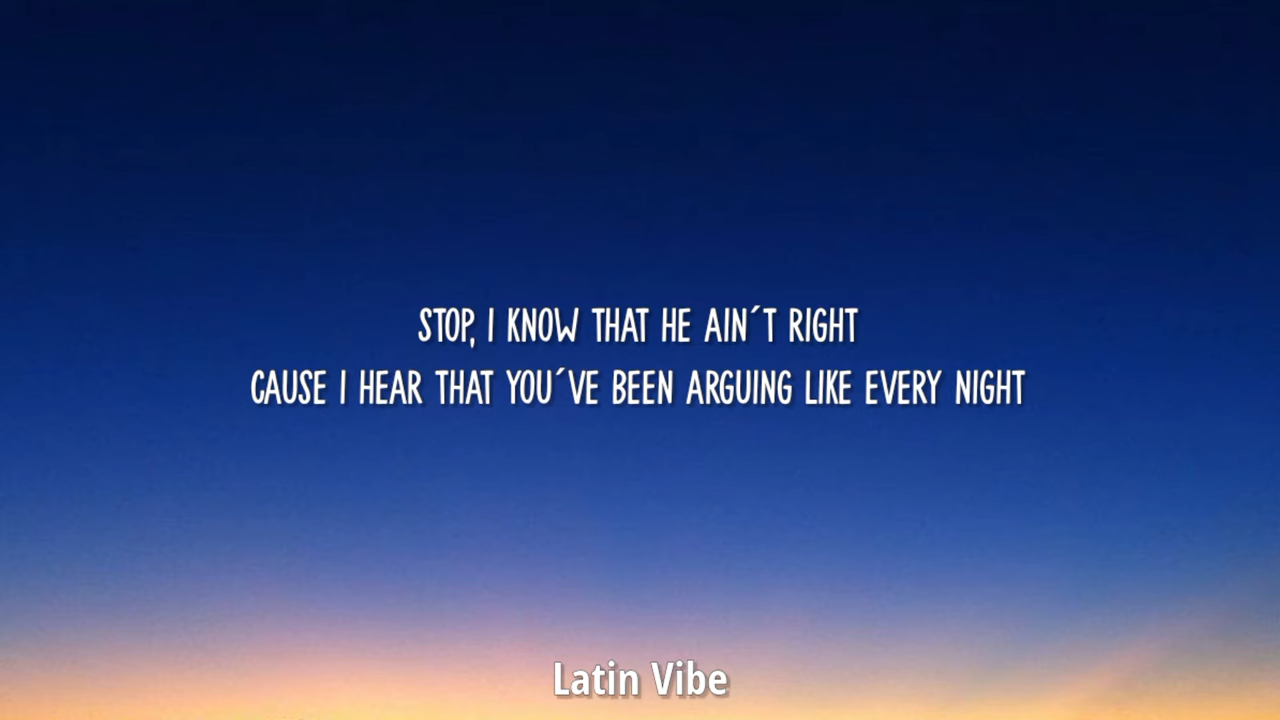 STOP, I KNOW THAT HE AIN´T RIGHT
CAUSE I HEAR THAT YOU´VE BEEN ARGUING LIKE EVERY NIGHT
Latin Vibe